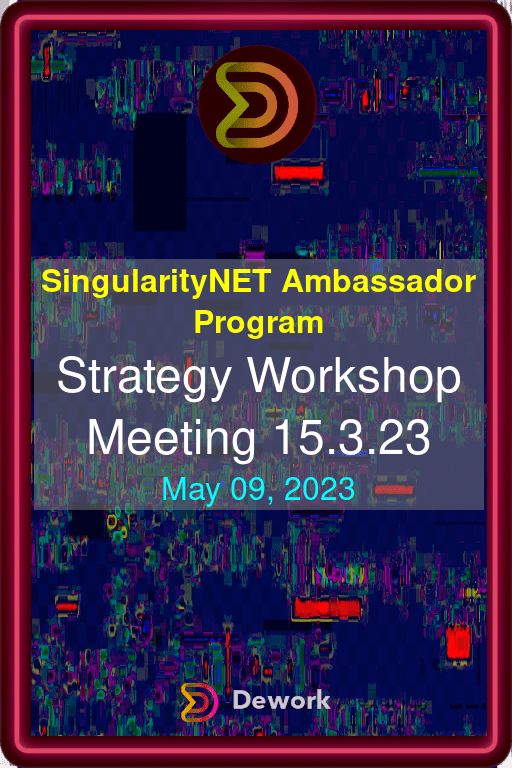 SingularityNET Ambassador
Program
Strategy Workshop
Meeting 15.3.23
May 09, 2023
Dework